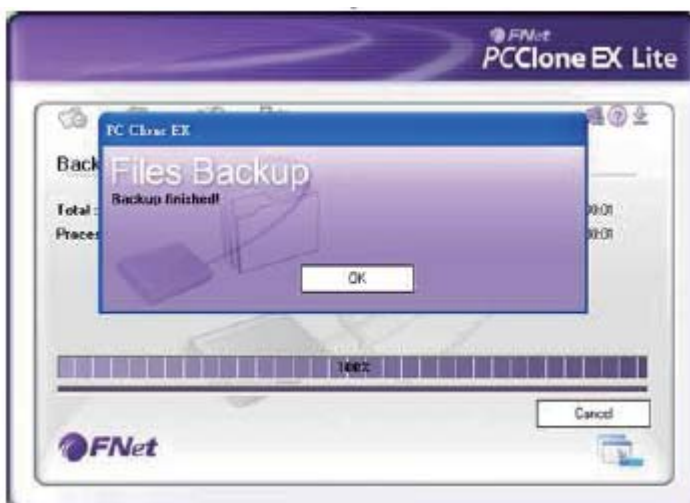 FNet
PCClone EX Lite
PC Clone EX
Files Backup
Backup finished!
OK
Back
Total :
Proces
00:01
00:01
100%
Cancel
FNet